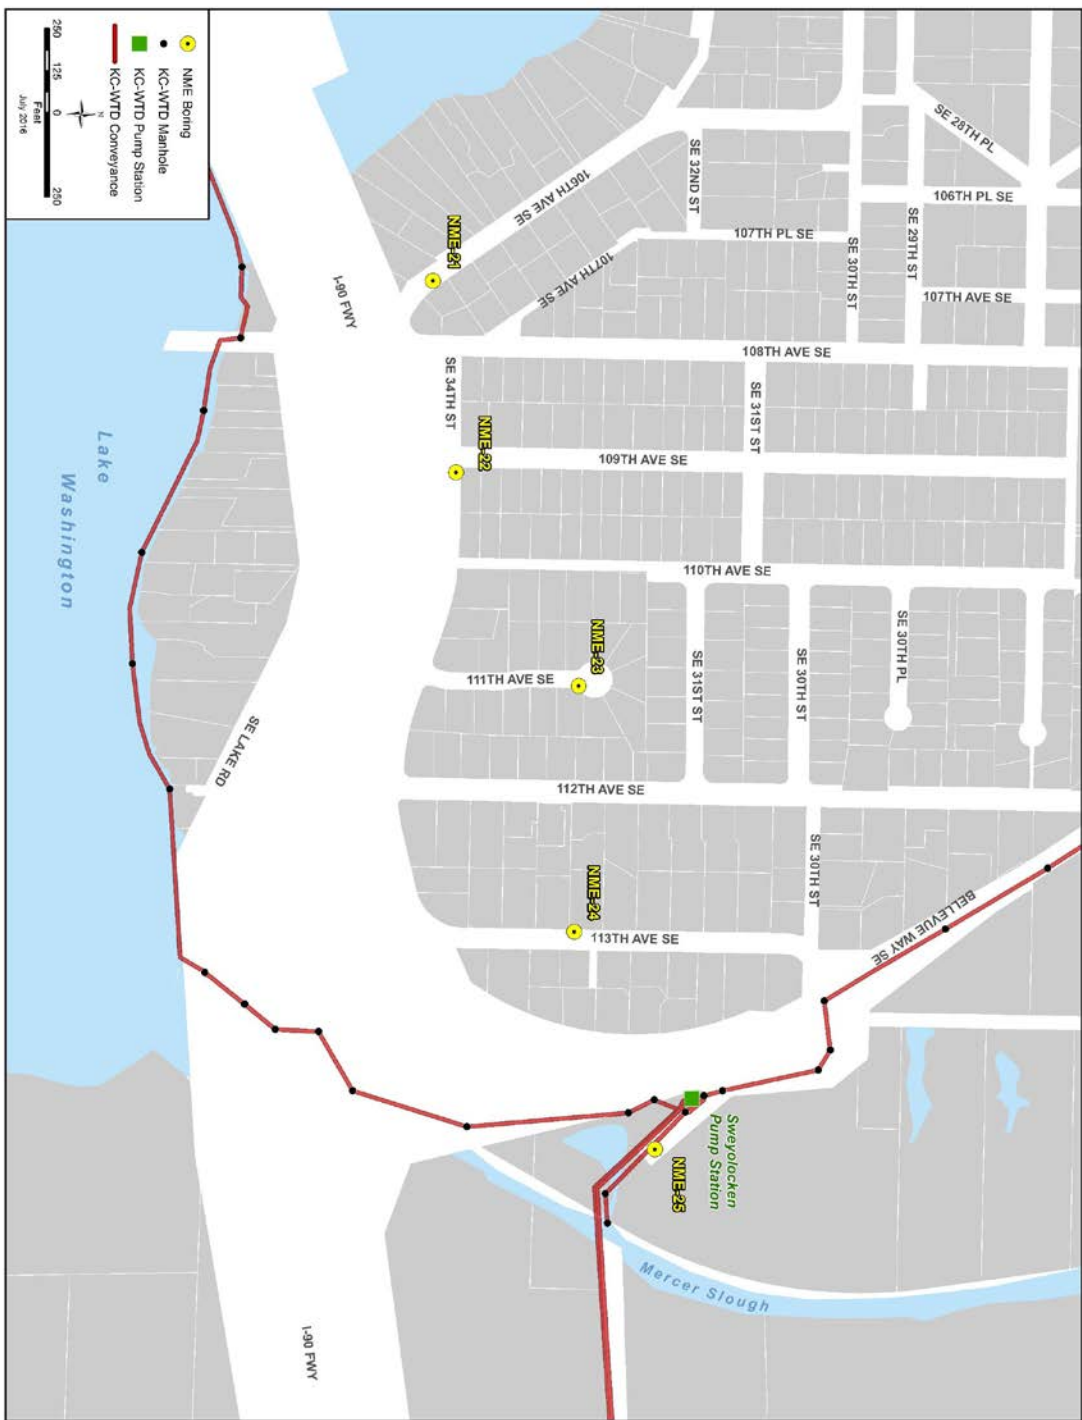 SE 28TH PL
106TH PL SE
SE 29TH ST
107TH AVE SE
SE 32ND ST
107TH PL SE
SE 30TH ST
106TH AVE SE
107TH AVE SE
NME-21
I-90 FWY
108TH AVE SE
SE 34TH ST
SE 31ST ST
NME-22
109TH AVE SE
110TH AVE SE
NME-23
111TH AVE SE
SE 31ST ST
SE 30TH ST
SE 30TH PL
112TH AVE SE
SE LAKE RD
Lake
Washington
NME-24
113TH AVE SE
SE 30TH ST
BELLEVUE WAY SE
Sweyolocken
Pump Station
NME-25
Mercer Slough
I-90 FWY
NME Boring
KC-WTD Manhole
KC-WTD Pump Station
KC-WTD Conveyance
N
250 125 0 250
Feet
July 2016